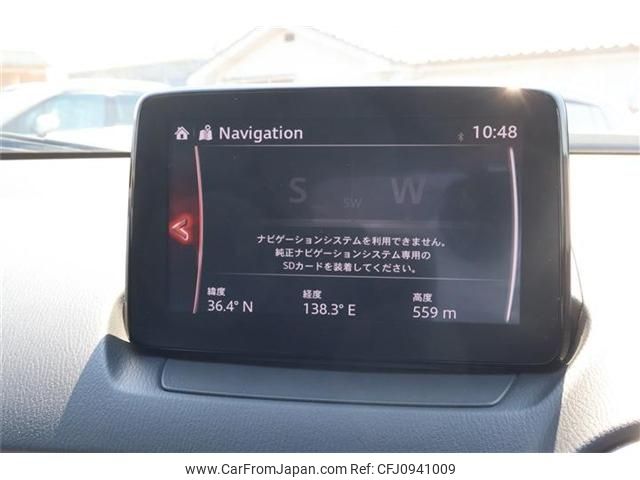 Navigation
10:48
S
SW
W
ナビゲーションシステムを利用できません。
純正ナビゲーションシステム専用の
SDカードを装着してください。
緯度 経度 高度
36.4° N 138.3° E 559 m
www.CarFromJapan.com - REFNO:FMJ-250940941009